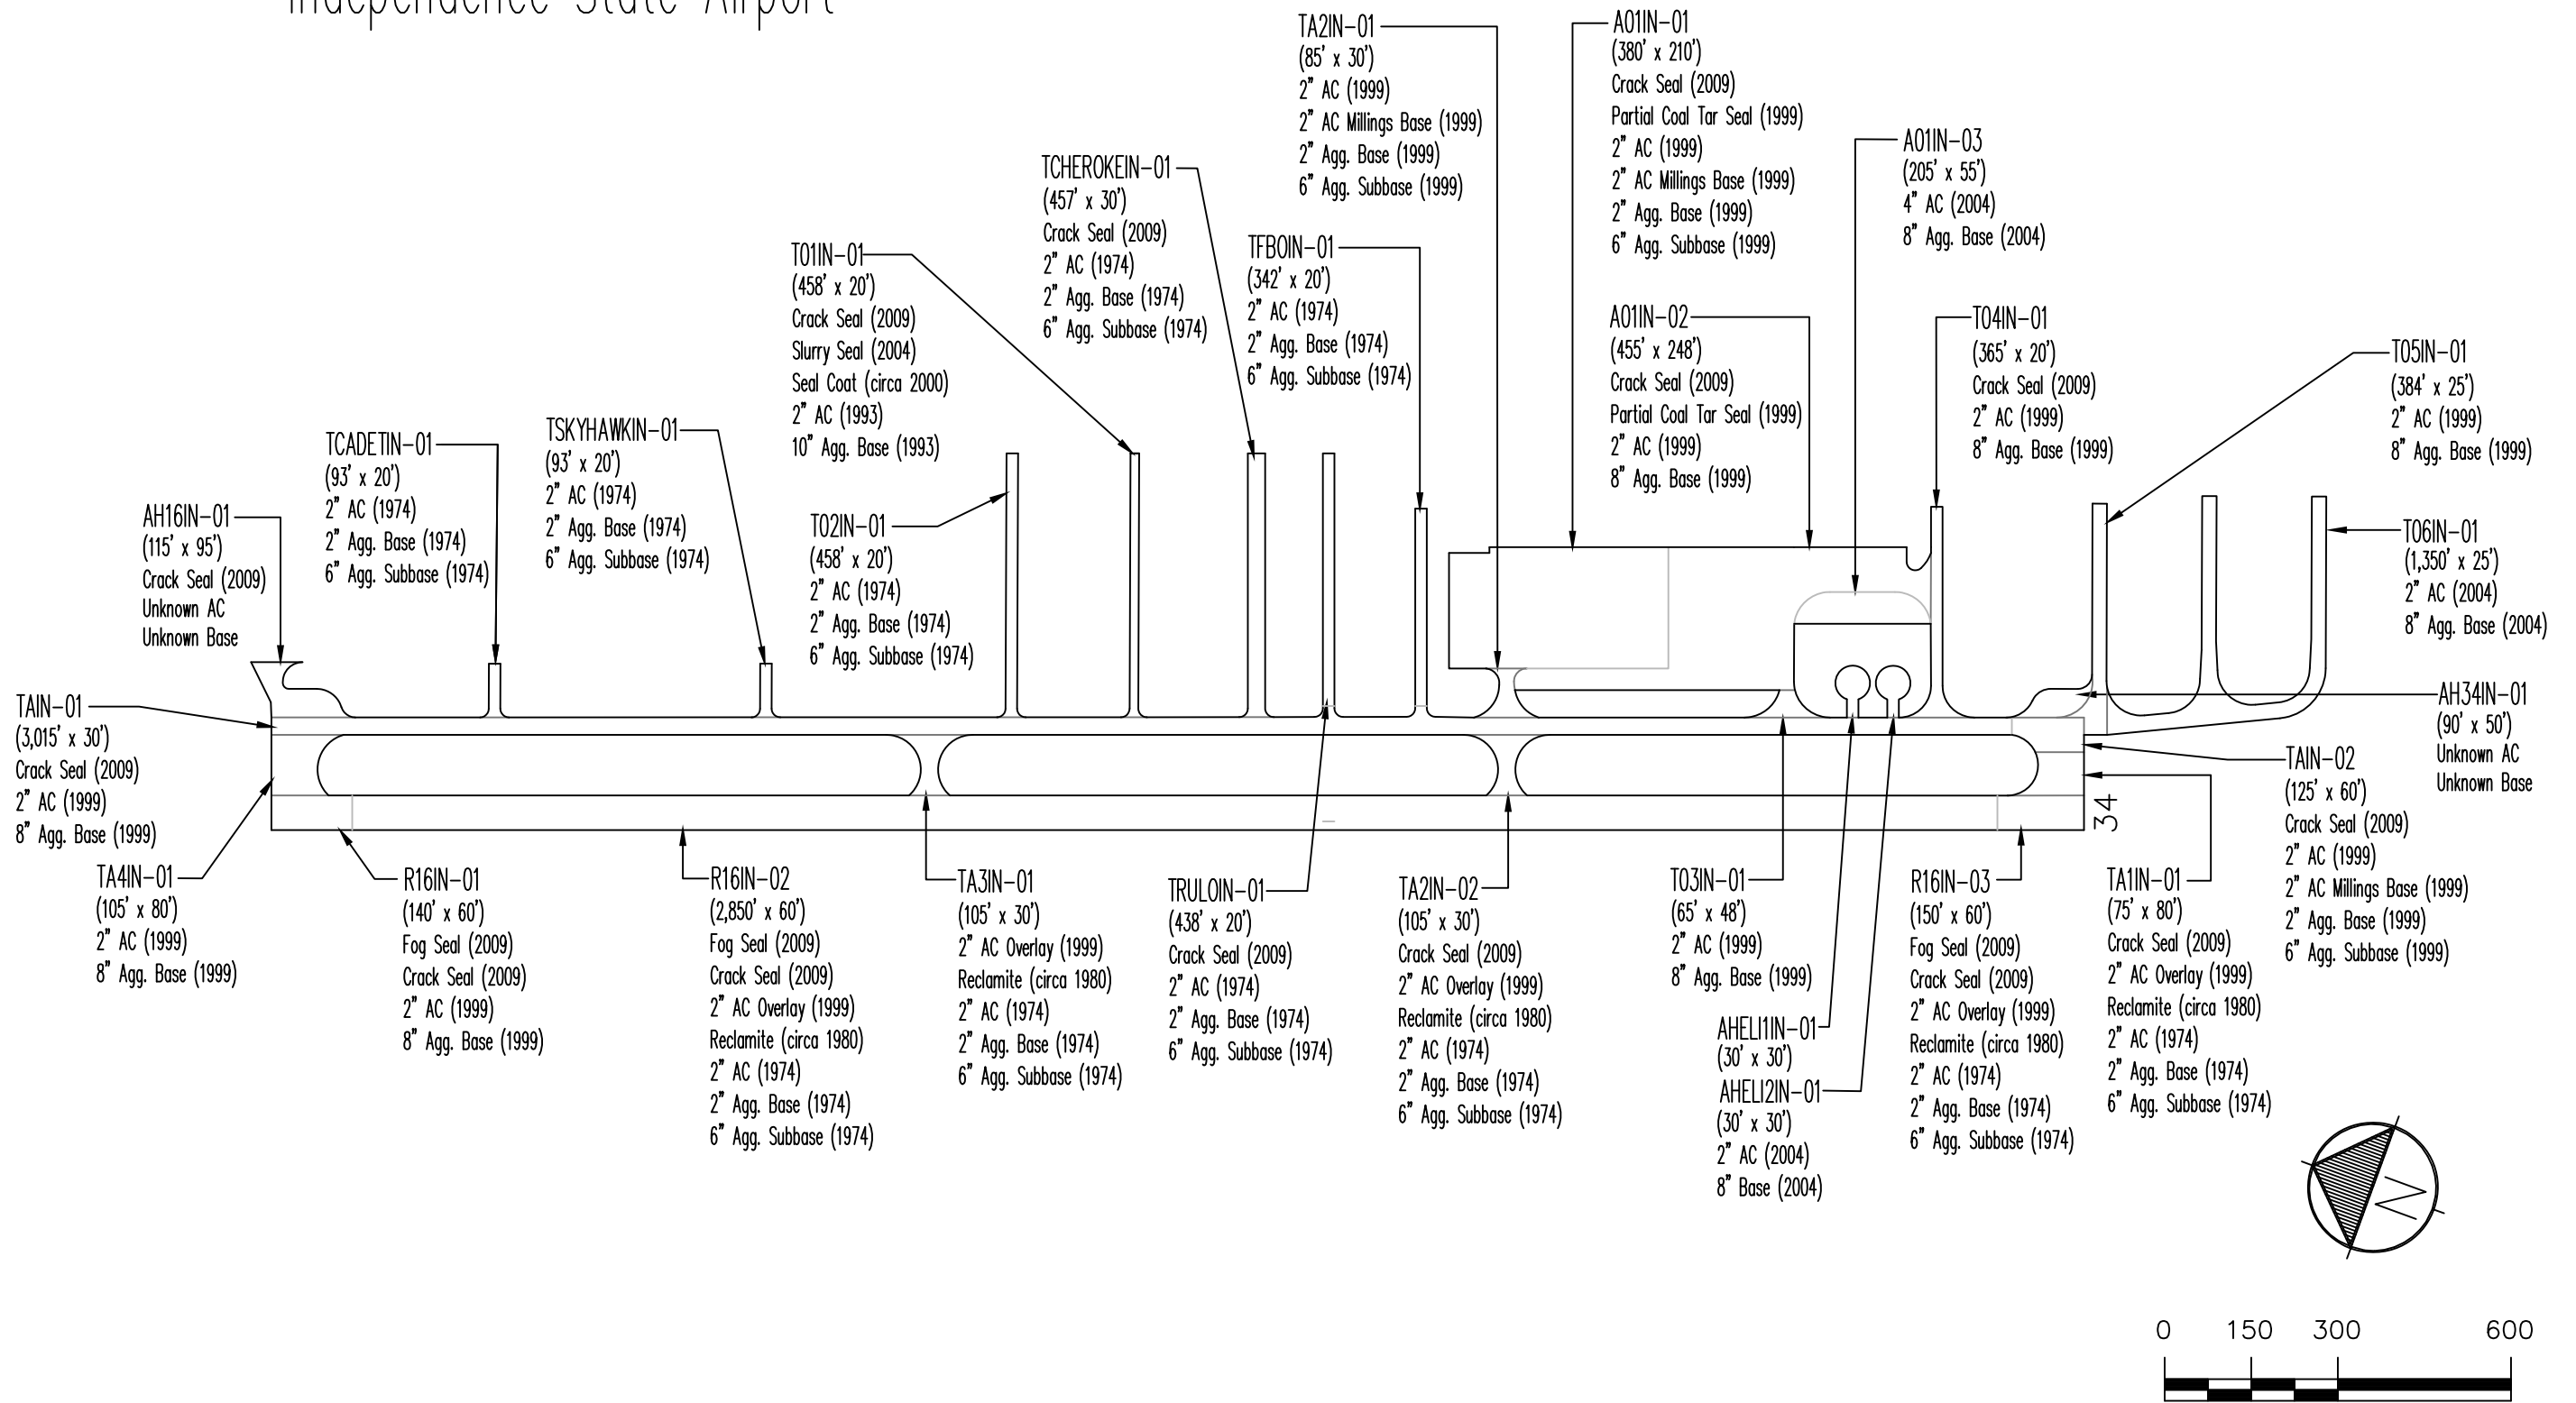 Independence State Airport
TA2IN-01
(85' x 30')
2" AC (1999)
2" AC Millings Base (1999)
2" Agg. Base (1999)
6" Agg. Subbase (1999)
A01IN-01
(380' x 210')
Crack Seal (2009)
Partial Coal Tar Seal (1999)
2" AC (1999)
2" AC Millings Base (1999)
2" Agg. Base (1999)
6" Agg. Subbase (1999)
A01IN-03
(205' x 55')
4" AC (2004)
8" Agg. Base (2004)
TCHEROKEIN-01
(457' x 30')
Crack Seal (2009)
2" AC (1974)
2" Agg. Base (1974)
6" Agg. Subbase (1974)
T01IN-01
(458' x 20')
Crack Seal (2009)
Slurry Seal (2004)
Seal Coat (circa 2000)
2" AC (1993)
10" Agg. Base (1993)
TFBOIN-01
(342' x 20')
2" AC (1974)
2" Agg. Base (1974)
6" Agg. Subbase (1974)
A01IN-02
(455' x 248')
Crack Seal (2009)
Partial Coal Tar Seal (1999)
2" AC (1999)
8" Agg. Base (1999)
T04IN-01
(365' x 20')
Crack Seal (2009)
2" AC (1999)
8" Agg. Base (1999)
T05IN-01
(384' x 25')
2" AC (1999)
8" Agg. Base (1999)
TCADETIN-01
(93' x 20')
2" AC (1974)
2" Agg. Base (1974)
6" Agg. Subbase (1974)
TSKYHAWKIN-01
(93' x 20')
2" AC (1974)
2" Agg. Base (1974)
6" Agg. Subbase (1974)
AH16IN-01
(115' x 95')
Crack Seal (2009)
Unknown AC
Unknown Base
T02IN-01
(458' x 20')
2" AC (1974)
2" Agg. Base (1974)
6" Agg. Subbase (1974)
T06IN-01
(1,350' x 25')
2" AC (2004)
8" Agg. Base (2004)
TAIN-01
(3,015' x 30')
Crack Seal (2009)
2" AC (1999)
8" Agg. Base (1999)
AH34IN-01
(90' x 50')
Unknown AC
Unknown Base
TAIN-02
(125' x 60')
Crack Seal (2009)
2" AC (1999)
2" AC Millings Base (1999)
2" Agg. Base (1999)
6" Agg. Subbase (1999)
34
TA4IN-01
(105' x 80')
2" AC (1999)
8" Agg. Base (1999)
R16IN-01
(140' x 60')
Fog Seal (2009)
Crack Seal (2009)
2" AC (1999)
8" Agg. Base (1999)
R16IN-02
(2,850' x 60')
Fog Seal (2009)
Crack Seal (2009)
2" AC Overlay (1999)
Reclamite (circa 1980)
2" AC (1974)
2" Agg. Base (1974)
6" Agg. Subbase (1974)
TA3IN-01
(105' x 30')
2" AC Overlay (1999)
Reclamite (circa 1980)
2" AC (1974)
2" Agg. Base (1974)
6" Agg. Subbase (1974)
TRULOIN-01
(438' x 20')
Crack Seal (2009)
2" AC (1974)
2" Agg. Base (1974)
6" Agg. Subbase (1974)
TA2IN-02
(105' x 30')
Crack Seal (2009)
2" AC Overlay (1999)
Reclamite (circa 1980)
2" AC (1974)
2" Agg. Base (1974)
6" Agg. Subbase (1974)
T03IN-01
(65' x 48')
2" AC (1999)
8" Agg. Base (1999)
AHELI1IN-01
(30' x 30')
AHELI2IN-01
(30' x 30')
2" AC (2004)
8" Base (2004)
R16IN-03
(150' x 60')
Fog Seal (2009)
Crack Seal (2009)
2" AC Overlay (1999)
Reclamite (circa 1980)
2" AC (1974)
2" Agg. Base (1974)
6" Agg. Subbase (1974)
TA1IN-01
(75' x 80')
Crack Seal (2009)
2" AC Overlay (1999)
Reclamite (circa 1980)
2" AC (1974)
2" Agg. Base (1974)
6" Agg. Subbase (1974)
N
0 150 300 600